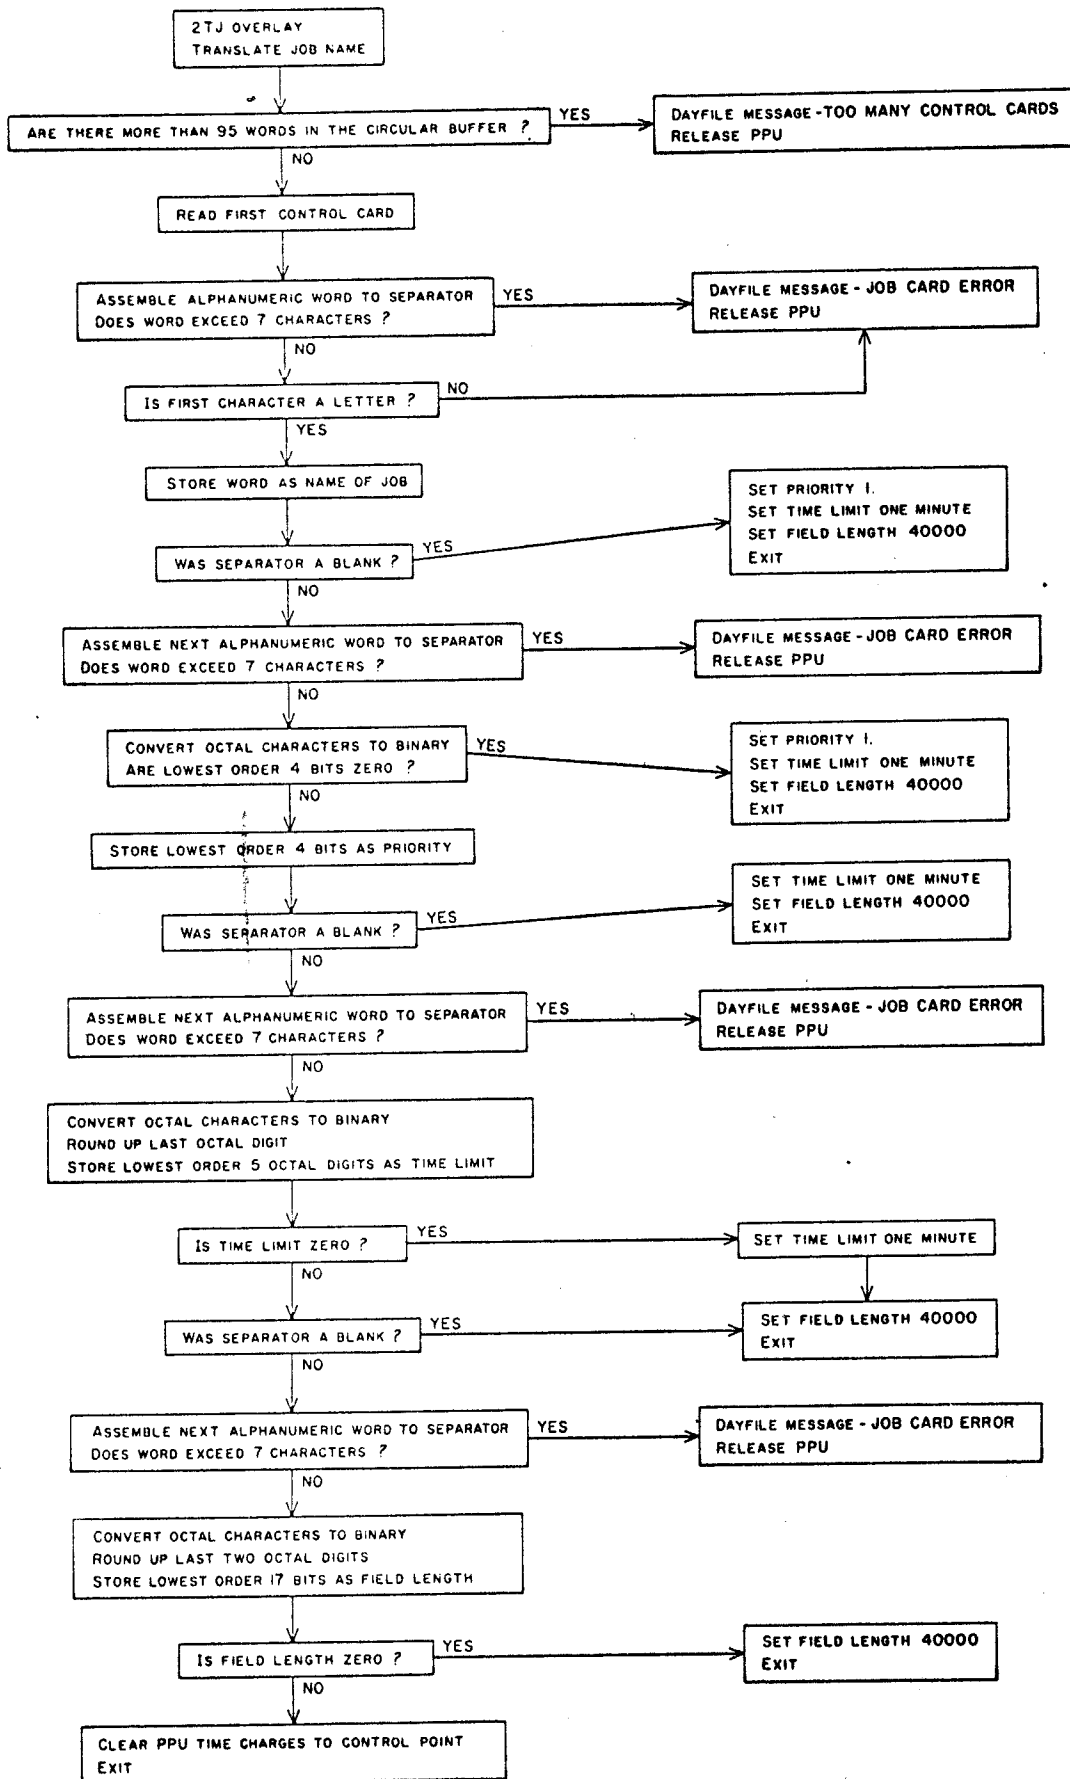 2TJ OVERLAY
TRANSLATE JOB NAME
ARE THERE MORE THAN 95 WORDS IN THE CIRCULAR BUFFER ?
YES
DAYFILE MESSAGE - TOO MANY CONTROL CARDS
RELEASE PPU
NO
READ FIRST CONTROL CARD
ASSEMBLE ALPHANUMERIC WORD TO SEPARATOR
DOES WORD EXCEED 7 CHARACTERS ?
YES
DAYFILE MESSAGE - JOB CARD ERROR
RELEASE PPU
NO
IS FIRST CHARACTER A LETTER ?
NO
YES
STORE WORD AS NAME OF JOB
WAS SEPARATOR A BLANK ?
YES
SET PRIORITY 1.
SET TIME LIMIT ONE MINUTE
SET FIELD LENGTH 40000
EXIT
NO
ASSEMBLE NEXT ALPHANUMERIC WORD TO SEPARATOR
DOES WORD EXCEED 7 CHARACTERS ?
YES
DAYFILE MESSAGE - JOB CARD ERROR
RELEASE PPU
NO
CONVERT OCTAL CHARACTERS TO BINARY
ARE LOWEST ORDER 4 BITS ZERO ?
YES
SET PRIORITY 1.
SET TIME LIMIT ONE MINUTE
SET FIELD LENGTH 40000
EXIT
NO
STORE LOWEST ORDER 4 BITS AS PRIORITY
WAS SEPARATOR A BLANK ?
YES
SET TIME LIMIT ONE MINUTE
SET FIELD LENGTH 40000
EXIT
NO
ASSEMBLE NEXT ALPHANUMERIC WORD TO SEPARATOR
DOES WORD EXCEED 7 CHARACTERS ?
YES
DAYFILE MESSAGE - JOB CARD ERROR
RELEASE PPU
NO
CONVERT OCTAL CHARACTERS TO BINARY
ROUND UP LAST OCTAL DIGIT
STORE LOWEST ORDER 5 OCTAL DIGITS AS TIME LIMIT
IS TIME LIMIT ZERO ?
YES
SET TIME LIMIT ONE MINUTE
NO
WAS SEPARATOR A BLANK ?
YES
SET FIELD LENGTH 40000
EXIT
NO
ASSEMBLE NEXT ALPHANUMERIC WORD TO SEPARATOR
DOES WORD EXCEED 7 CHARACTERS ?
YES
DAYFILE MESSAGE - JOB CARD ERROR
RELEASE PPU
NO
CONVERT OCTAL CHARACTERS TO BINARY
ROUND UP LAST TWO OCTAL DIGITS
STORE LOWEST ORDER 17 BITS AS FIELD LENGTH
IS FIELD LENGTH ZERO ?
YES
SET FIELD LENGTH 40000
EXIT
NO
CLEAR PPU TIME CHARGES TO CONTROL POINT
EXIT